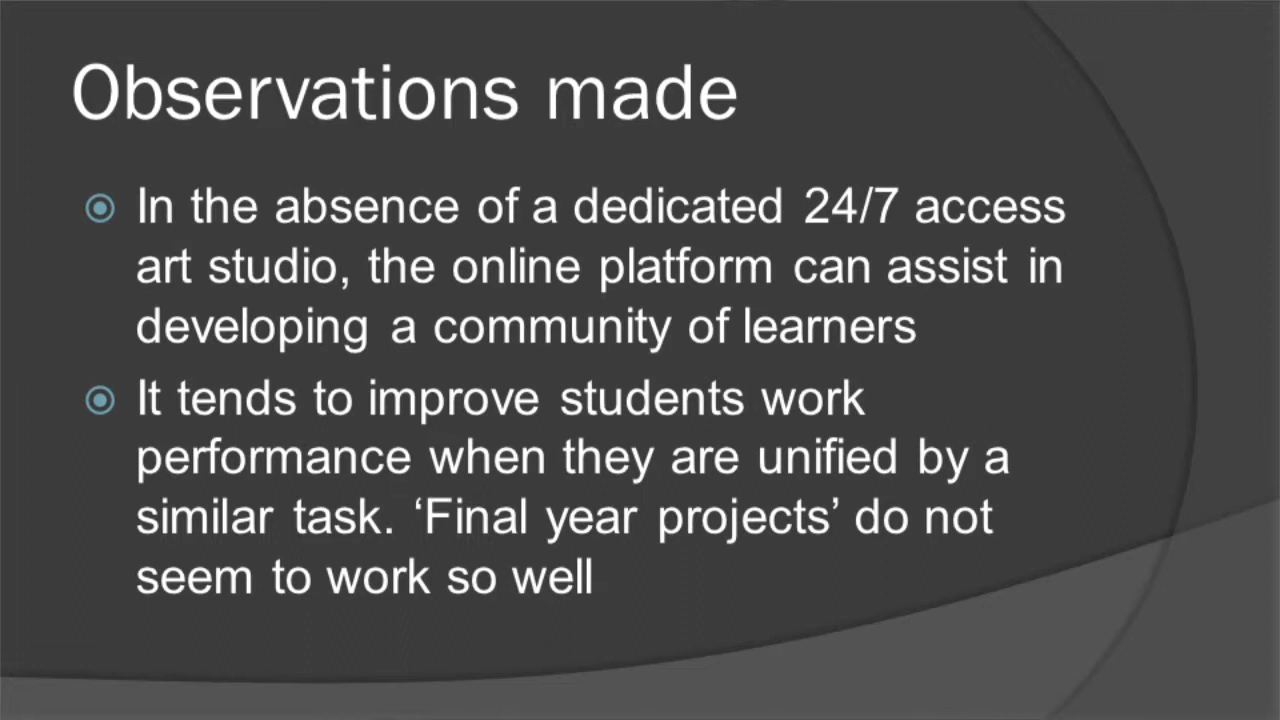 Observations made
In the absence of a dedicated 24/7 access
art studio, the online platform can assist in
developing a community of learners
It tends to improve students work
performance when they are unified by a
similar task. ‘Final year projects’ do not
seem to work so well